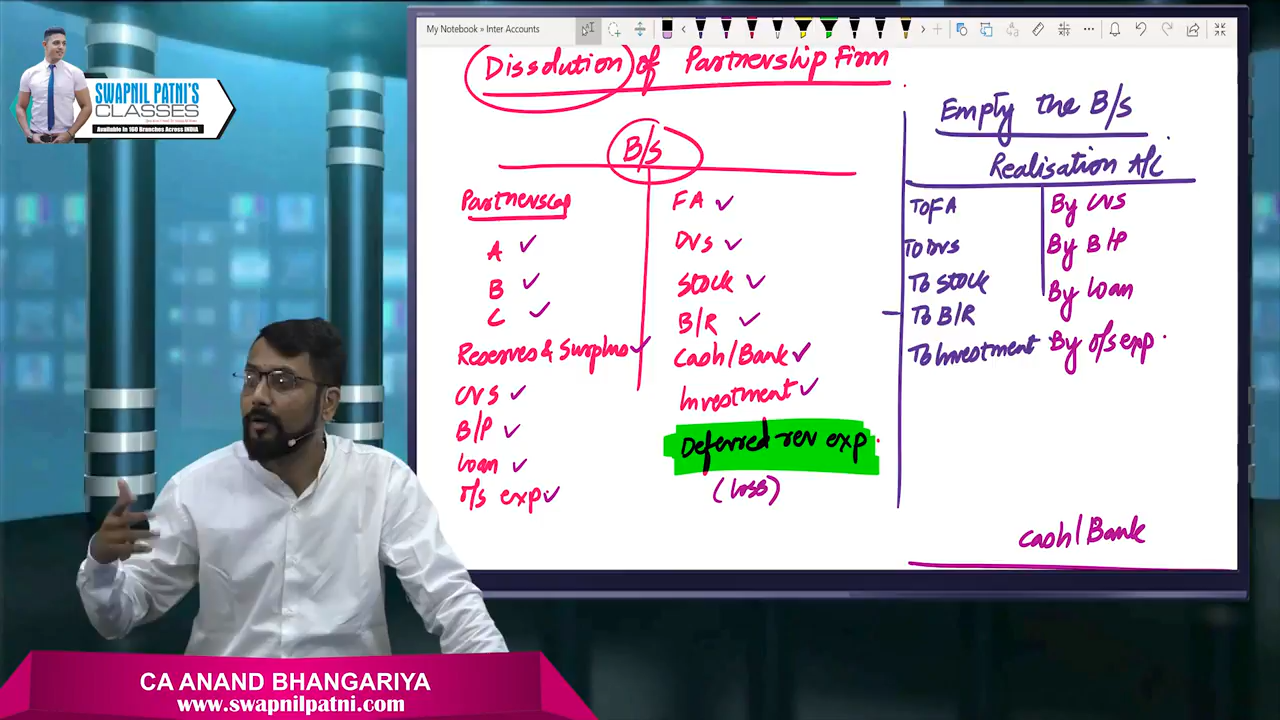 SWAPNIL PATNI'S
CLASSES
Available In 160 Branches Across INDIA
My Notebook » Inter Accounts
Dissolution of Partnership Firm
B/S
Partners cap
A ✓
B ✓
C ✓
Reserves & Surplus ✓
CVS ✓
B/P ✓
loan ✓
o/s exp ✓
FA ✓
DVS ✓
Stock ✓
B/R ✓
Cash/Bank ✓
Investment ✓
Deferred rev exp
(loss)
Empty the B/S
Realisation A/C
To FA
To DVS
To Stock
To B/R
To Investment
By CVS
By B/P
By loan
By o/s exp
cash/Bank
CA ANAND BHANGARIYA
www.swapnilpatni.com